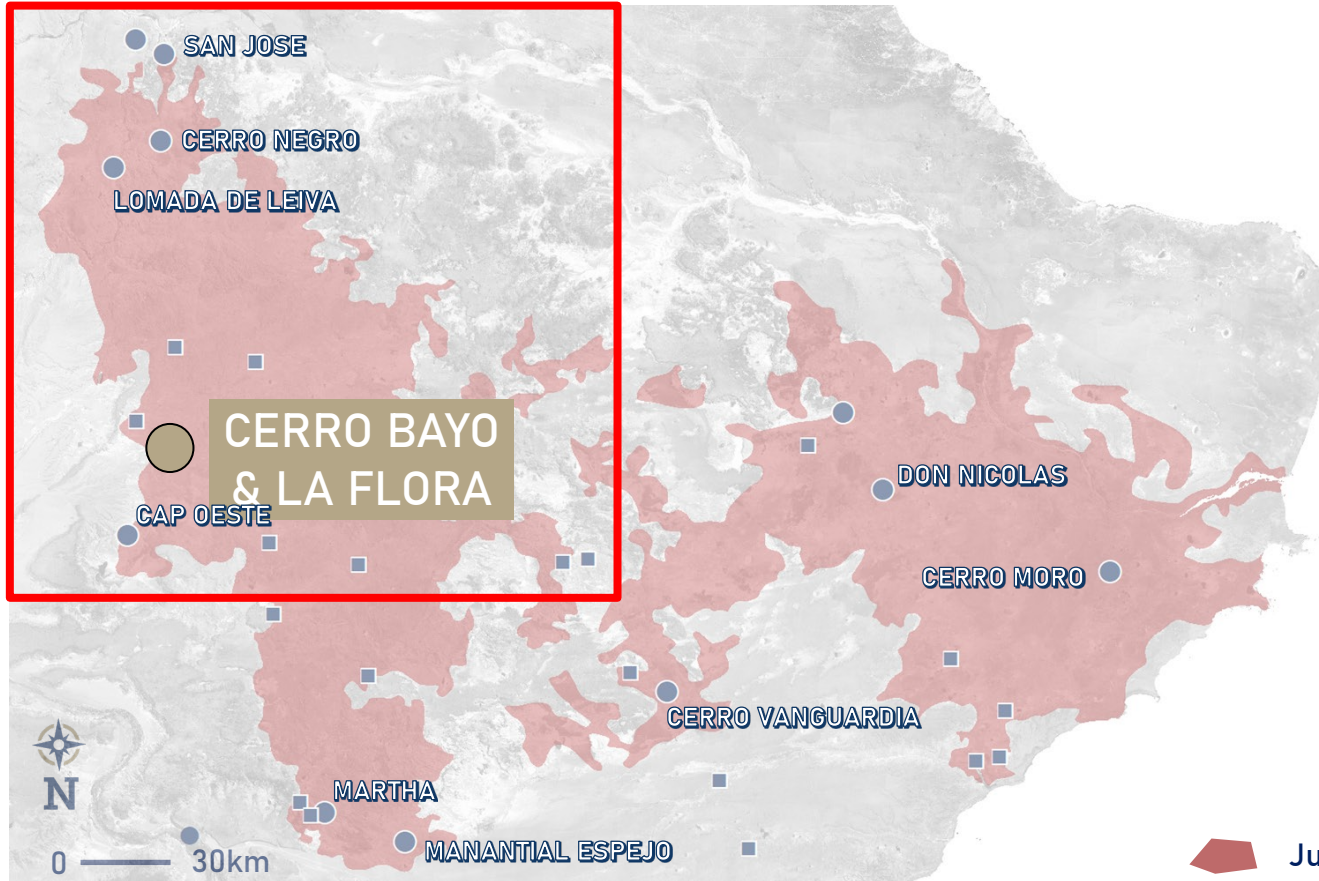 SAN JOSE
CERRO NEGRO
LOMADA DE LEIVA
CERRO BAYO
& LA FLORA
CAP OESTE
DON NICOLAS
CERRO MORO
CERRO VANGUARDIA
MARTHA
MANANTIAL ESPEJO
N
0 30km
Ju